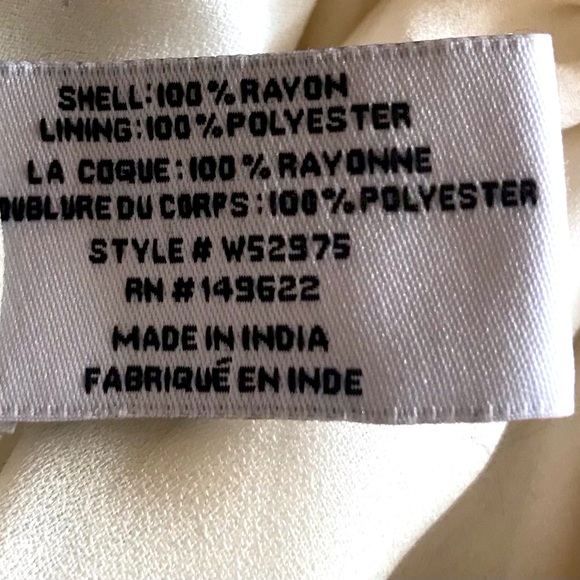 SHELL:100%RAYON
LINING:100%POLYESTER
LA COQUE:100%RAYONNE
DU CORPS:100%POLYESTER
STYLE# W52975
RN #149622
MADE IN INDIA
FABRIQUÉ EN INDE